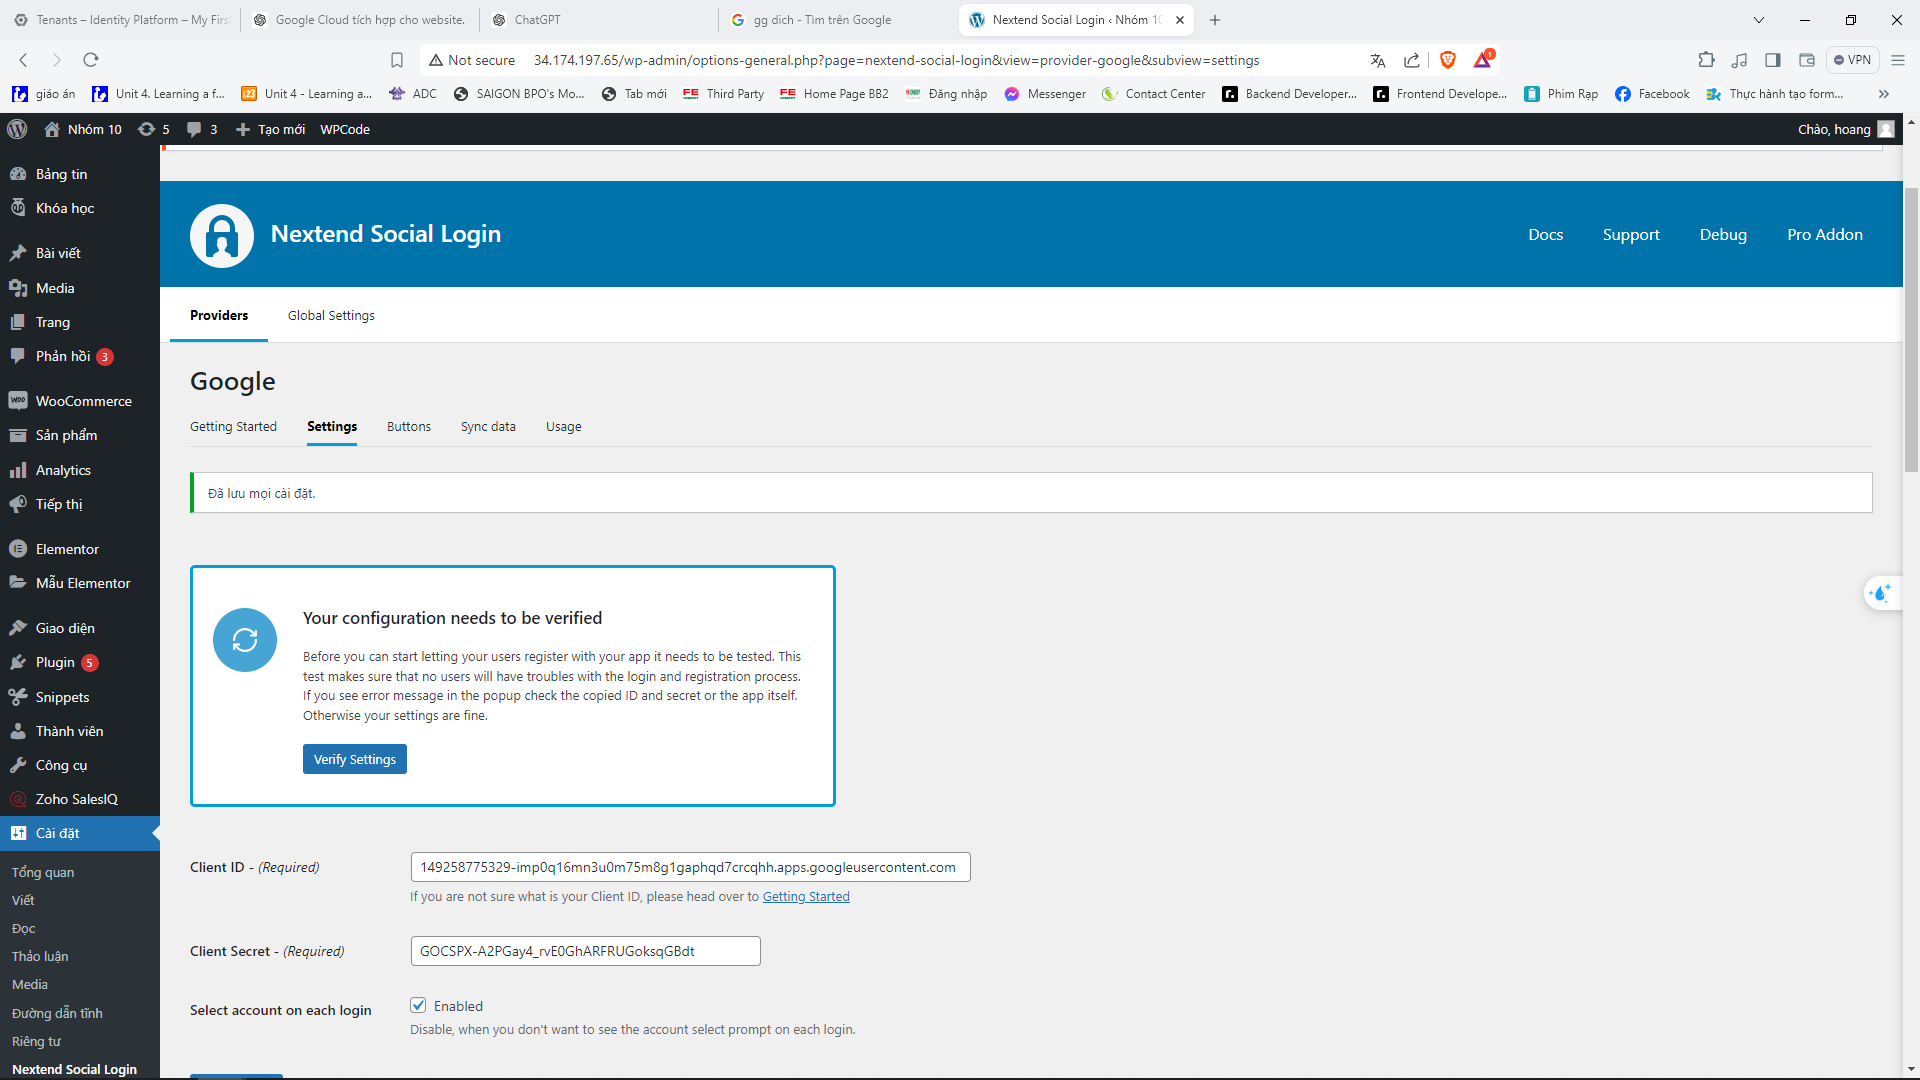 Tenants – Identity Platform – My Firs
Google Cloud tích hợp cho website.
ChatGPT
gg dich - Tìm trên Google
Nextend Social Login ‹ Nhóm 10
Not secure
34.174.197.65/wp-admin/options-general.php?page=nextend-social-login&view=provider-google&subview=settings
1
VPN
giáo án
Unit 4. Learning a f...
Unit 4 - Learning a...
ADC
SAIGON BPO's Mo...
Tab mới
Third Party
Home Page BB2
Đăng nhập
Messenger
Contact Center
Backend Developer...
Frontend Develope...
Phim Rạp
Facebook
Thực hành tạo form...
Nhóm 10
5
3
Tạo mới
WPCode
Chào, hoang
Bảng tin
Khóa học
Bài viết
Media
Trang
Phản hồi 3
WooCommerce
Sản phẩm
Analytics
Tiếp thị
Elementor
Mẫu Elementor
Giao diện
Plugin 5
Snippets
Thành viên
Công cụ
Zoho SalesIQ
Cài đặt
Tổng quan
Viết
Đọc
Thảo luận
Media
Đường dẫn tĩnh
Riêng tư
Nextend Social Login
Nextend Social Login
Docs
Support
Debug
Pro Addon
Providers
Global Settings
Google
Getting Started
Settings
Buttons
Sync data
Usage
Đã lưu mọi cài đặt.
Your configuration needs to be verified
Before you can start letting your users register with your app it needs to be tested. This
test makes sure that no users will have troubles with the login and registration process.
If you see error message in the popup check the copied ID and secret or the app itself.
Otherwise your settings are fine.
Verify Settings
Client ID - (Required)
149258775329-imp0q16mn3u0m75m8g1gaphqd7crcqhh.apps.googleusercontent.com
If you are not sure what is your Client ID, please head over to Getting Started
Client Secret - (Required)
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
Select account on each login
Enabled
Disable, when you don't want to see the account select prompt on each login.